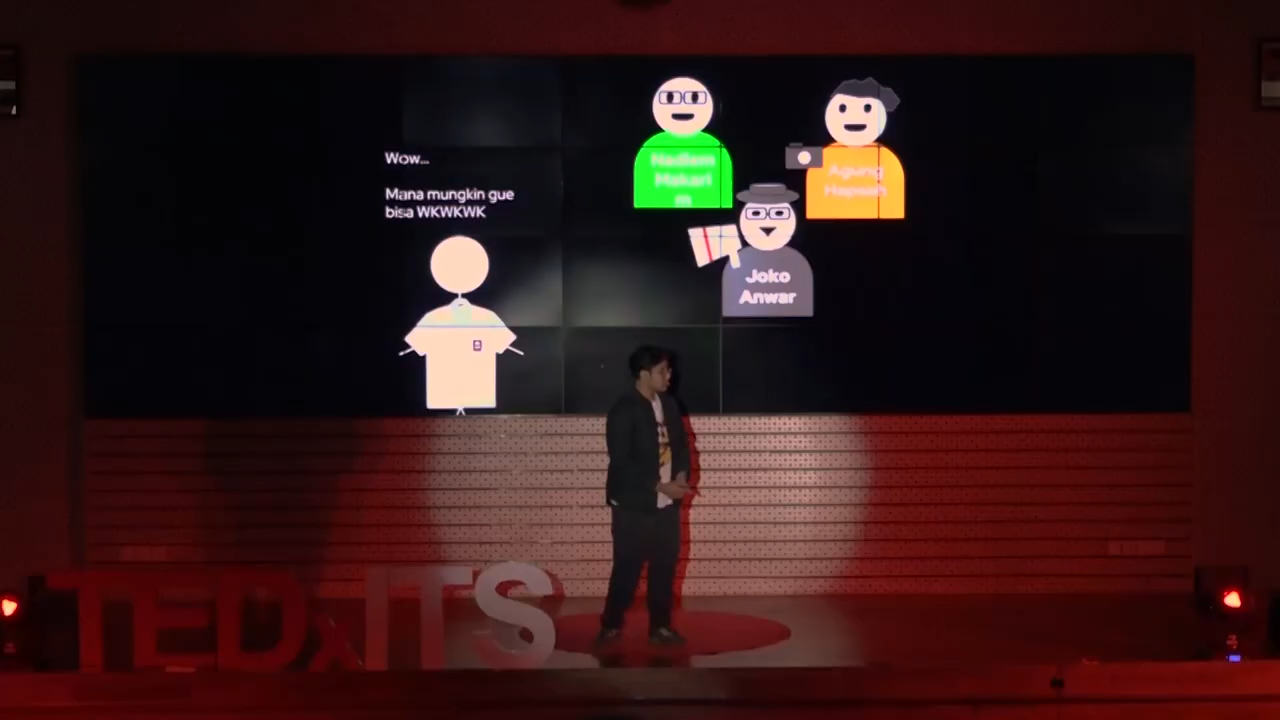 Wow...
Mana mungkin gue
bisa WKWKWK
Nadiem
Makari
m
Agung
Hapsah
Joko
Anwar
TEDxITS